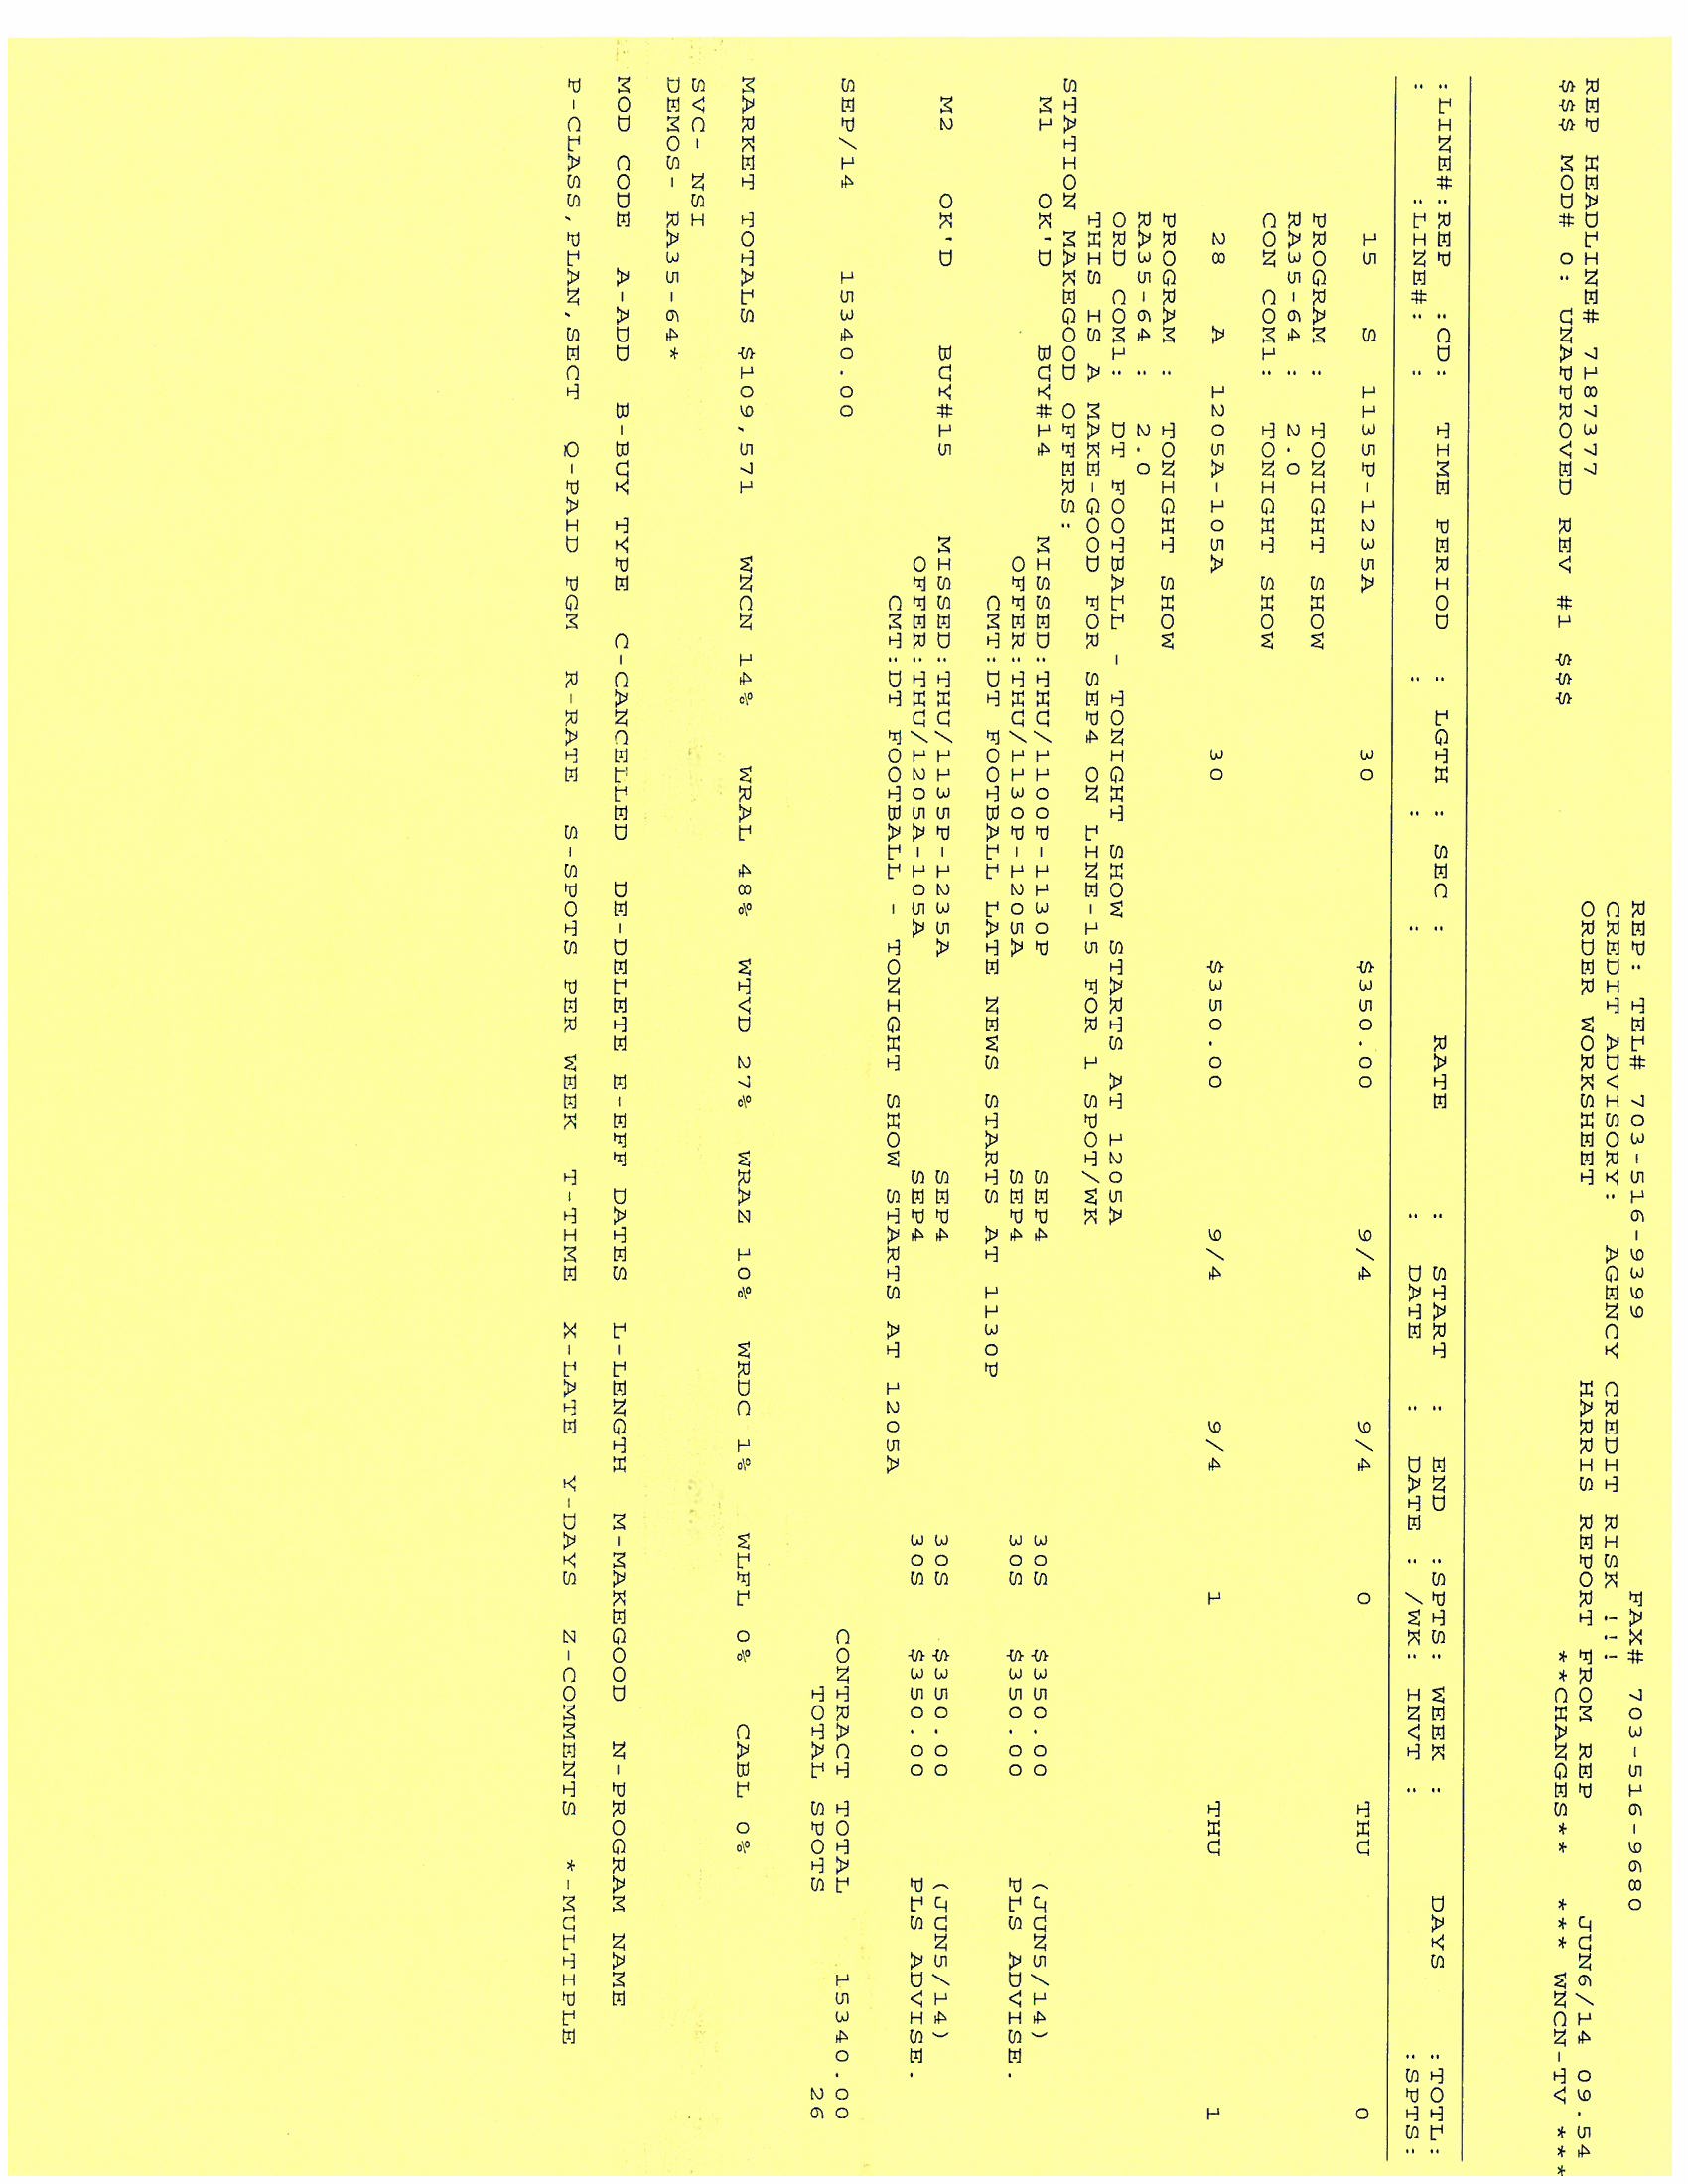 REP: TEL# 703-516-9399 FAX# 703-516-9680
CREDIT ADVISORY: AGENCY CREDIT RISK !!!
REP HEADLINE# 7187377 ORDER WORKSHEET HARRIS REPORT FROM REP JUN6/14 09.54
$$$ MOD# 0: UNAPPROVED REV #1 $$$ **CHANGES** *** WNCN-TV ***
:LINE#:REP :CD: TIME PERIOD : LGTH : SEC : RATE : START : END :SPTS: WEEK : DAYS :TOTL:
: :LINE#: : : : : DATE : DATE : /WK: INVT : :SPTS:
15 S 1135P-1235A 30 $350.00 9/4 9/4 0 THU 0
PROGRAM : TONIGHT SHOW
RA35-64 : 2.0
CON COM1: TONIGHT SHOW
28 A 1205A-105A 30 $350.00 9/4 9/4 1 THU 1
PROGRAM : TONIGHT SHOW
RA35-64 : 2.0
ORD COM1: DT FOOTBALL - TONIGHT SHOW STARTS AT 1205A
THIS IS A MAKE-GOOD FOR SEP4 ON LINE-15 FOR 1 SPOT/WK
STATION MAKEGOOD OFFERS:
M1 OK'D BUY#14 MISSED:THU/1100P-1130P SEP4 30S $350.00 (JUN5/14)
OFFER:THU/1130P-1205A SEP4 30S $350.00 PLS ADVISE.
CMT:DT FOOTBALL LATE NEWS STARTS AT 1130P
M2 OK'D BUY#15 MISSED:THU/1135P-1235A SEP4 30S $350.00 (JUN5/14)
OFFER:THU/1205A-105A SEP4 30S $350.00 PLS ADVISE.
CMT:DT FOOTBALL - TONIGHT SHOW STARTS AT 1205A
SEP/14 15340.00 CONTRACT TOTAL 15340.00
TOTAL SPOTS 26
MARKET TOTALS $109,571 WNCN 14% WRAL 48% WTVD 27% WRAZ 10% WRDC 1% WLFL 0% CABL 0%
SVC- NSI
DEMOS- RA35-64*
MOD CODE A-ADD B-BUY TYPE C-CANCELLED DE-DELETE E-EFF DATES L-LENGTH M-MAKEGOOD N-PROGRAM NAME
P-CLASS,PLAN,SECT Q-PAID PGM R-RATE S-SPOTS PER WEEK T-TIME X-LATE Y-DAYS Z-COMMENTS *-MULTIPLE